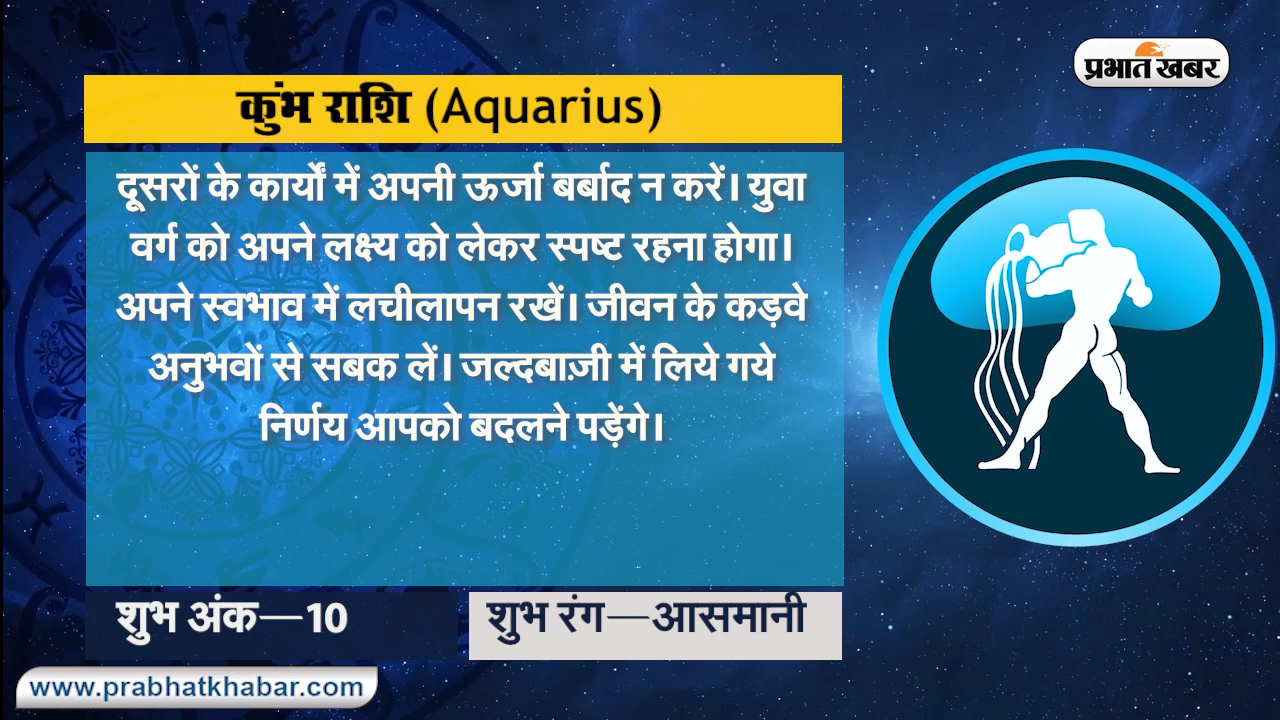 प्रभात खबर
कुंभ राशि (Aquarius)
दूसरों के कार्यों में अपनी ऊर्जा बर्बाद न करें। युवा
वर्ग को अपने लक्ष्य को लेकर स्पष्ट रहना होगा।
अपने स्वभाव में लचीलापन रखें। जीवन के कड़वे
अनुभवों से सबक लें। जल्दबाज़ी में लिये गये
निर्णय आपको बदलने पड़ेंगे।
शुभ अंक—10
शुभ रंग—आसमानी
www.prabhatkhabar.com